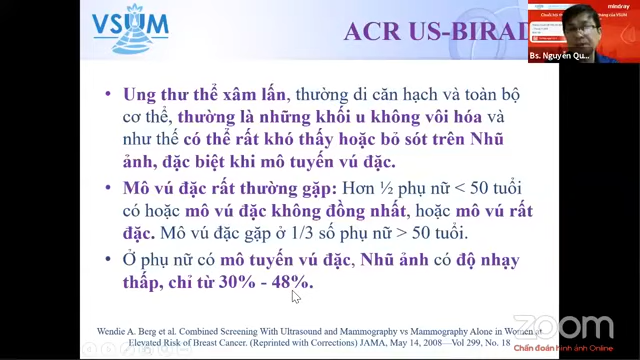 VSUM
ACR US-BIRAD
mindray
Bs. Nguyễn Qu...
• Ung thư thể xâm lấn, thường di căn hạch và toàn bộ
cơ thể, thường là những khối u không vôi hóa và
như thế có thể rất khó thấy hoặc bỏ sót trên Nhũ
ảnh, đặc biệt khi mô tuyến vú đặc.
• Mô vú đặc rất thường gặp: Hơn ½ phụ nữ < 50 tuổi
có hoặc mô vú đặc không đồng nhất, hoặc mô vú rất
đặc. Mô vú đặc gặp ở 1/3 số phụ nữ > 50 tuổi.
• Ở phụ nữ có mô tuyến vú đặc, Nhũ ảnh có độ nhạy
thấp, chỉ từ 30% - 48%.
Wendie A. Berg et al. Combined Screening With Ultrasound and Mammography vs Mammography Alone in Women at
Elevated Risk of Breast Cancer. (Reprinted with Corrections) JAMA, May 14, 2008—Vol 299, No. 18
zoom
Chẩn đoán hình ảnh Online